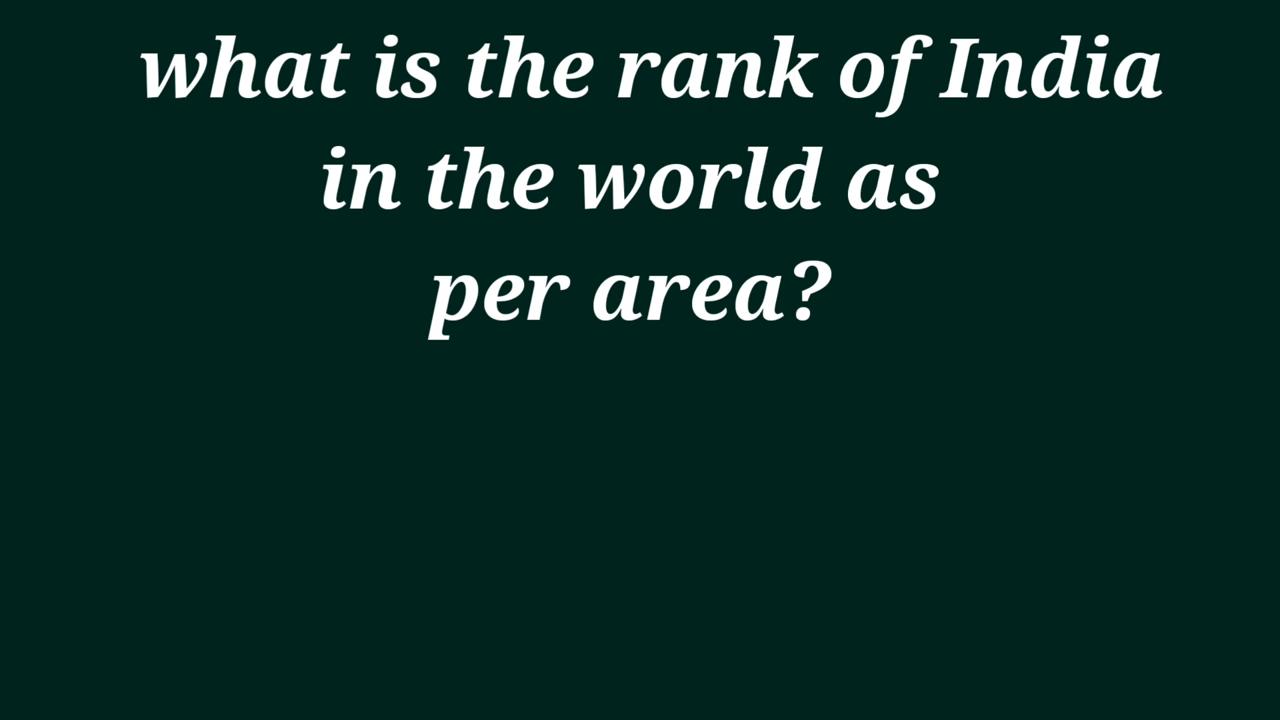 what is the rank of India
in the world as
per area?